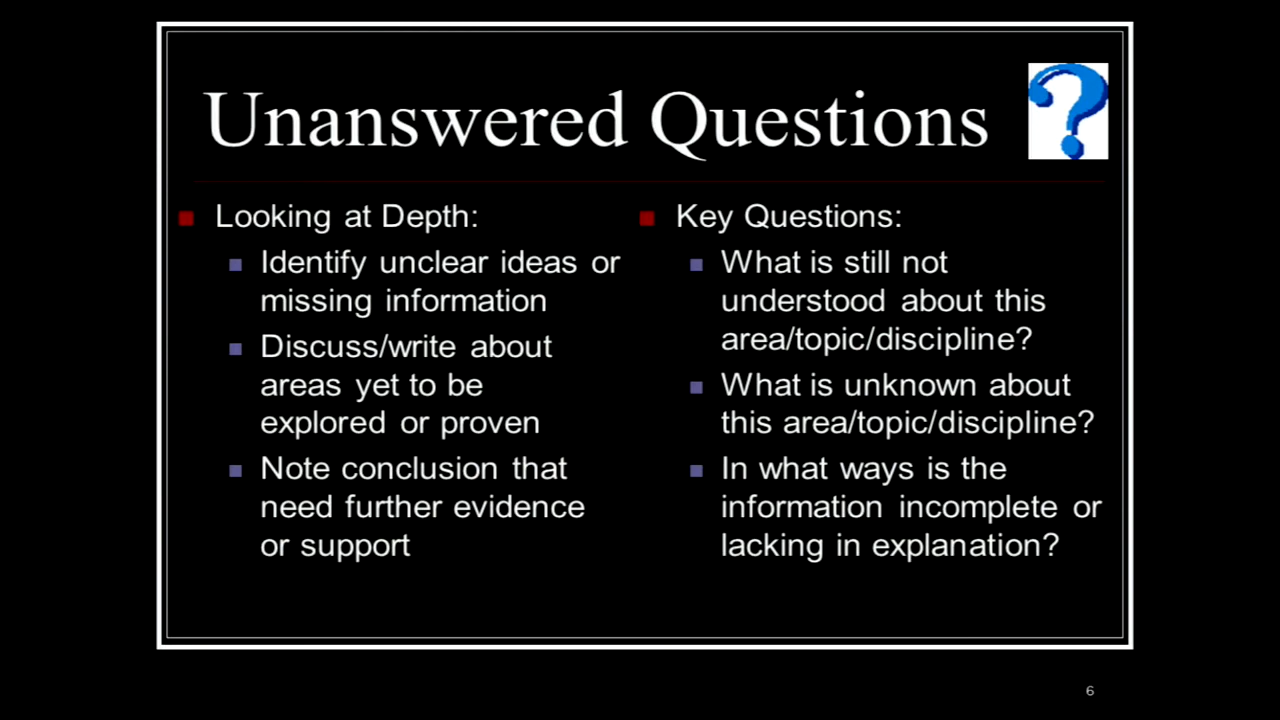 Unanswered Questions
Looking at Depth:
Identify unclear ideas or
missing information
Discuss/write about
areas yet to be
explored or proven
Note conclusion that
need further evidence
or support
Key Questions:
What is still not
understood about this
area/topic/discipline?
What is unknown about
this area/topic/discipline?
In what ways is the
information incomplete or
lacking in explanation?
6